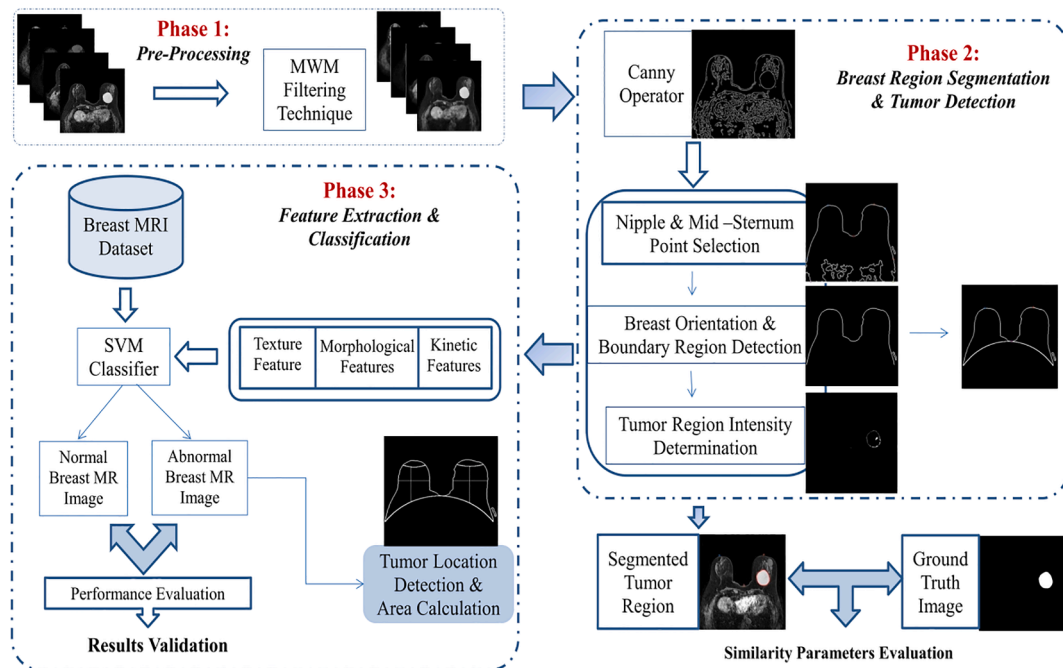 Phase 1:
Pre-Processing
MWM
Filtering
Technique
Phase 2:
Breast Region Segmentation
& Tumor Detection
Canny
Operator
Nipple & Mid –Sternum
Point Selection
Breast Orientation &
Boundary Region Detection
Tumor Region Intensity
Determination
Segmented
Tumor
Region
Ground
Truth
Image
Similarity Parameters Evaluation
Phase 3:
Feature Extraction &
Classification
Breast MRI
Dataset
SVM
Classifier
Texture
Feature
Morphological
Features
Kinetic
Features
Normal
Breast MR
Image
Abnormal
Breast MR
Image
Tumor Location
Detection &
Area Calculation
Performance Evaluation
Results Validation